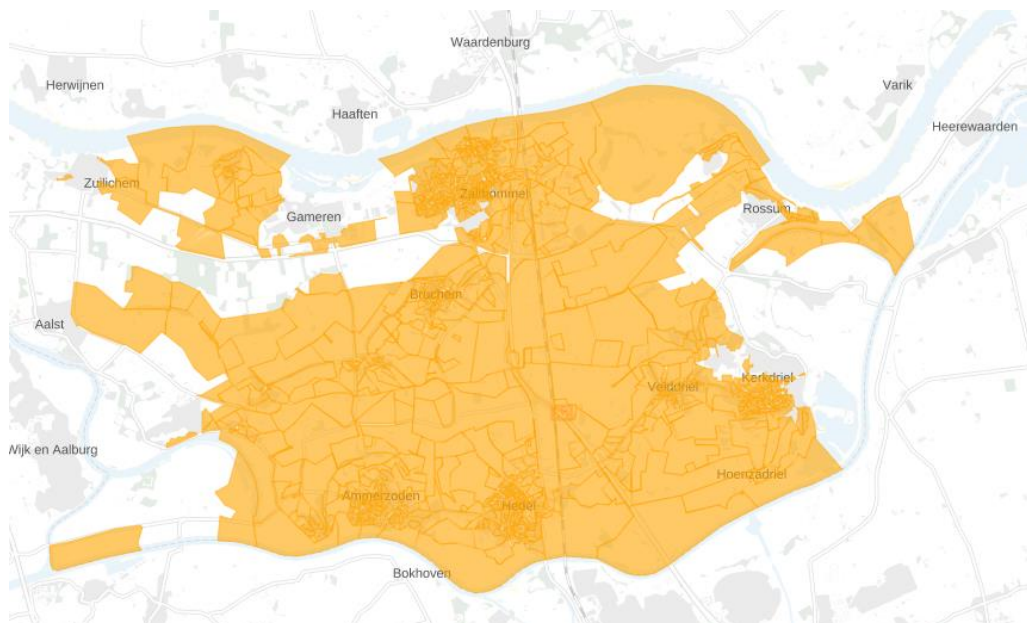 Waardenburg
Herwijnen
Varik
Haaften
Heerewaarden
Zuilichem
Zaltbommel
Gameren
Rossum
Bruchem
Aalst
Velddriel
Kerkdriel
Wijk en Aalburg
Hoenzadriel
Ammerzoden
Hedel
Bokhoven